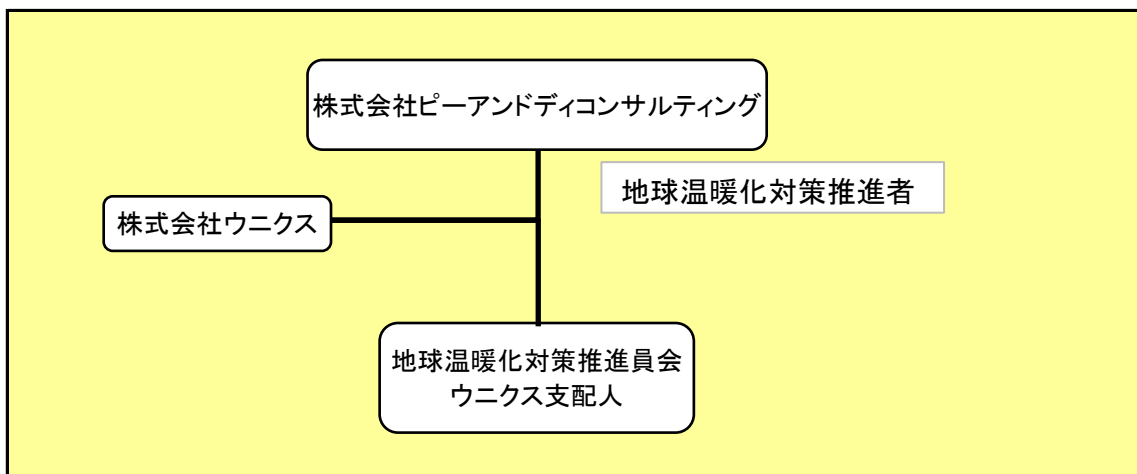 株式会社ピーアンドディコンサルティング
地球温暖化対策推進者
株式会社ウニクス
地球温暖化対策推進員会
ウニクス支配人